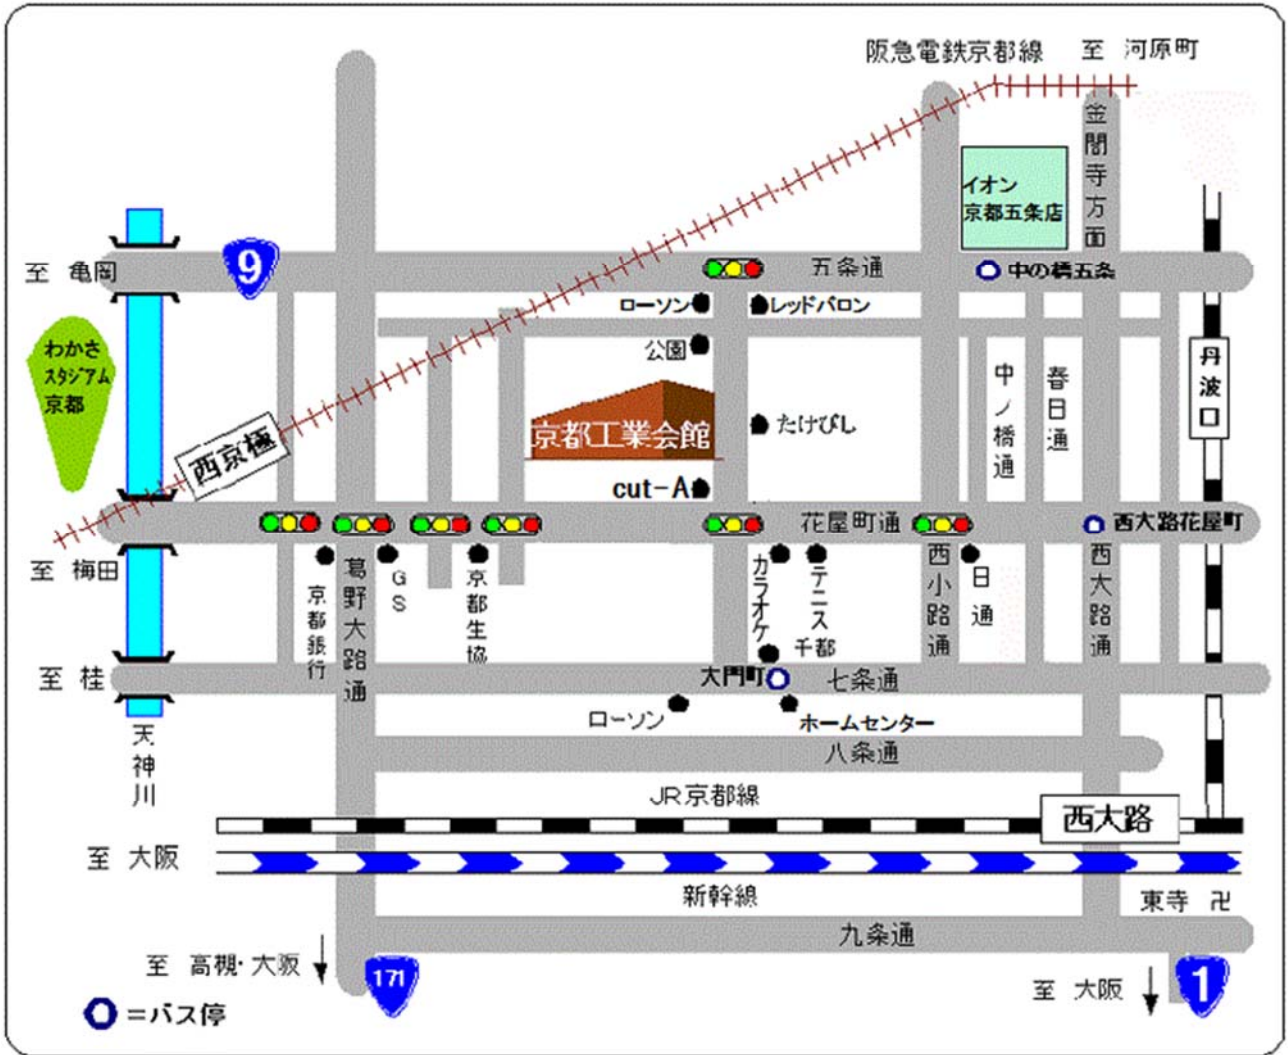 阪急電鉄京都線 至 河原町
金閣寺方面
イオン
京都五条店
至 亀岡
9
五条通
中の橋五条
ローソン
レッドバロン
公園
わかさ
スタジアム
京都
丹波口
中ノ橋通
春日通
京都工業会館
たけびし
西京極
cut-A
花屋町通
西大路花屋町
至 梅田
京都銀行
葛野大路通
GS
京都生協
カラオケ
テニス
千都
西小路通
日通
西大路通
至 桂
大門町
七条通
ローソン
ホームセンター
天神川
八条通
JR京都線
西大路
至 大阪
新幹線
東寺 卍
九条通
至 高槻・大阪
171
至 大阪
1
=バス停